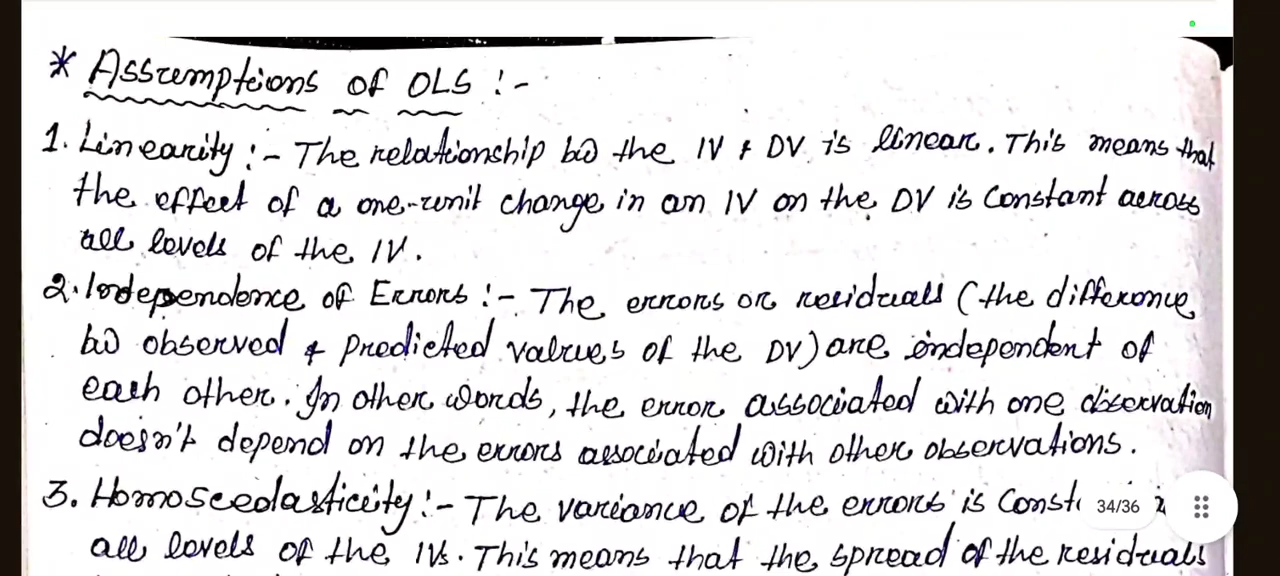 * Assumptions of OLS :-
1. Linearity :- The relationship b/w the IV & DV is linear. This means that
the effect of a one-unit change in an IV on the DV is constant across
all levels of the IV.
2. Independence of Errors :- The errors or residuals (the difference
b/w observed & predicted values of the DV) are independent of
each other. In other words, the error associated with one observation
doesn't depend on the errors associated with other observations.
3. Homoscedasticity :- The variance of the errors is
34/36
all levels of the IVs. This means that the spread of the residuals